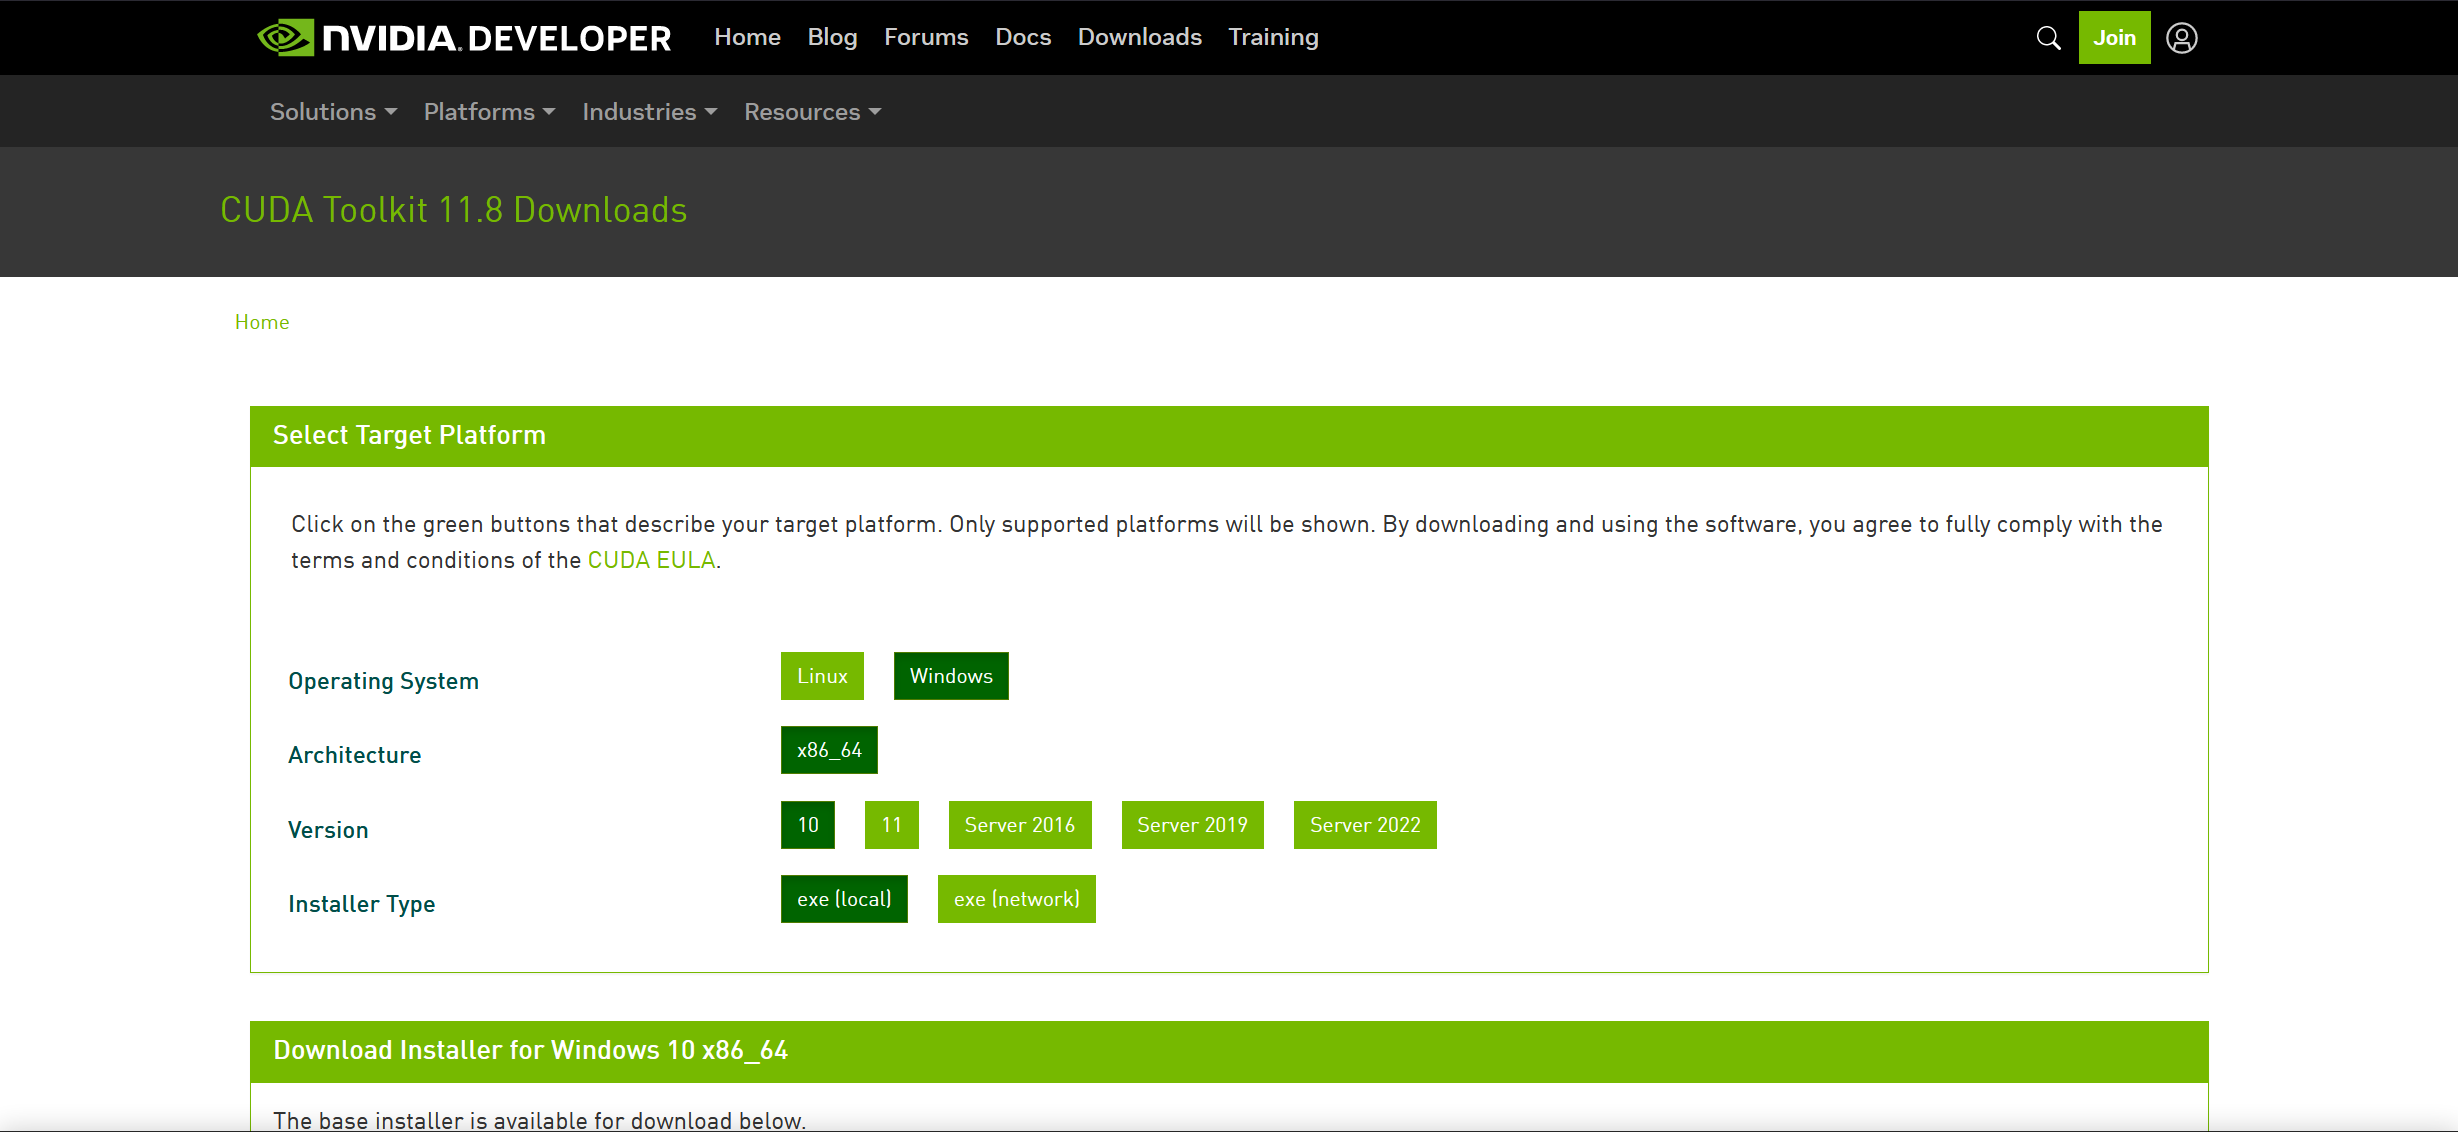 NVIDIA. DEVELOPER Home Blog Forums Docs Downloads Training Join
Solutions Platforms Industries Resources
CUDA Toolkit 11.8 Downloads
Home
Select Target Platform
Click on the green buttons that describe your target platform. Only supported platforms will be shown. By downloading and using the software, you agree to fully comply with the
terms and conditions of the CUDA EULA.
Operating System Linux Windows
Architecture x86_64
Version 10 11 Server 2016 Server 2019 Server 2022
Installer Type exe (local) exe (network)
Download Installer for Windows 10 x86_64
The base installer is available for download below.